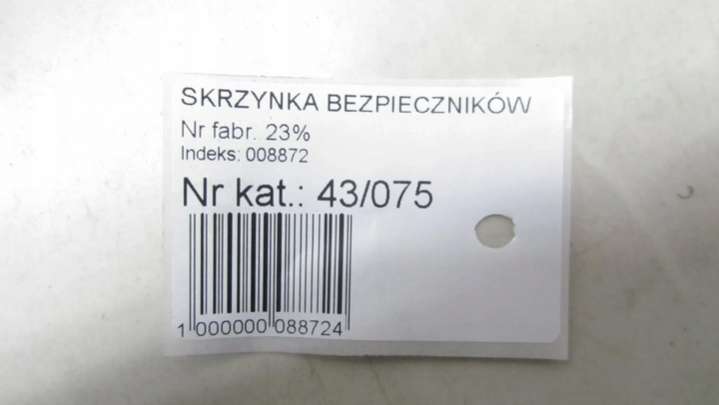 SKRZYNKA BEZPIECZNIKÓW
Nr fabr. 23%
Indeks: 008872
Nr kat.: 43/075
1 000000 088724